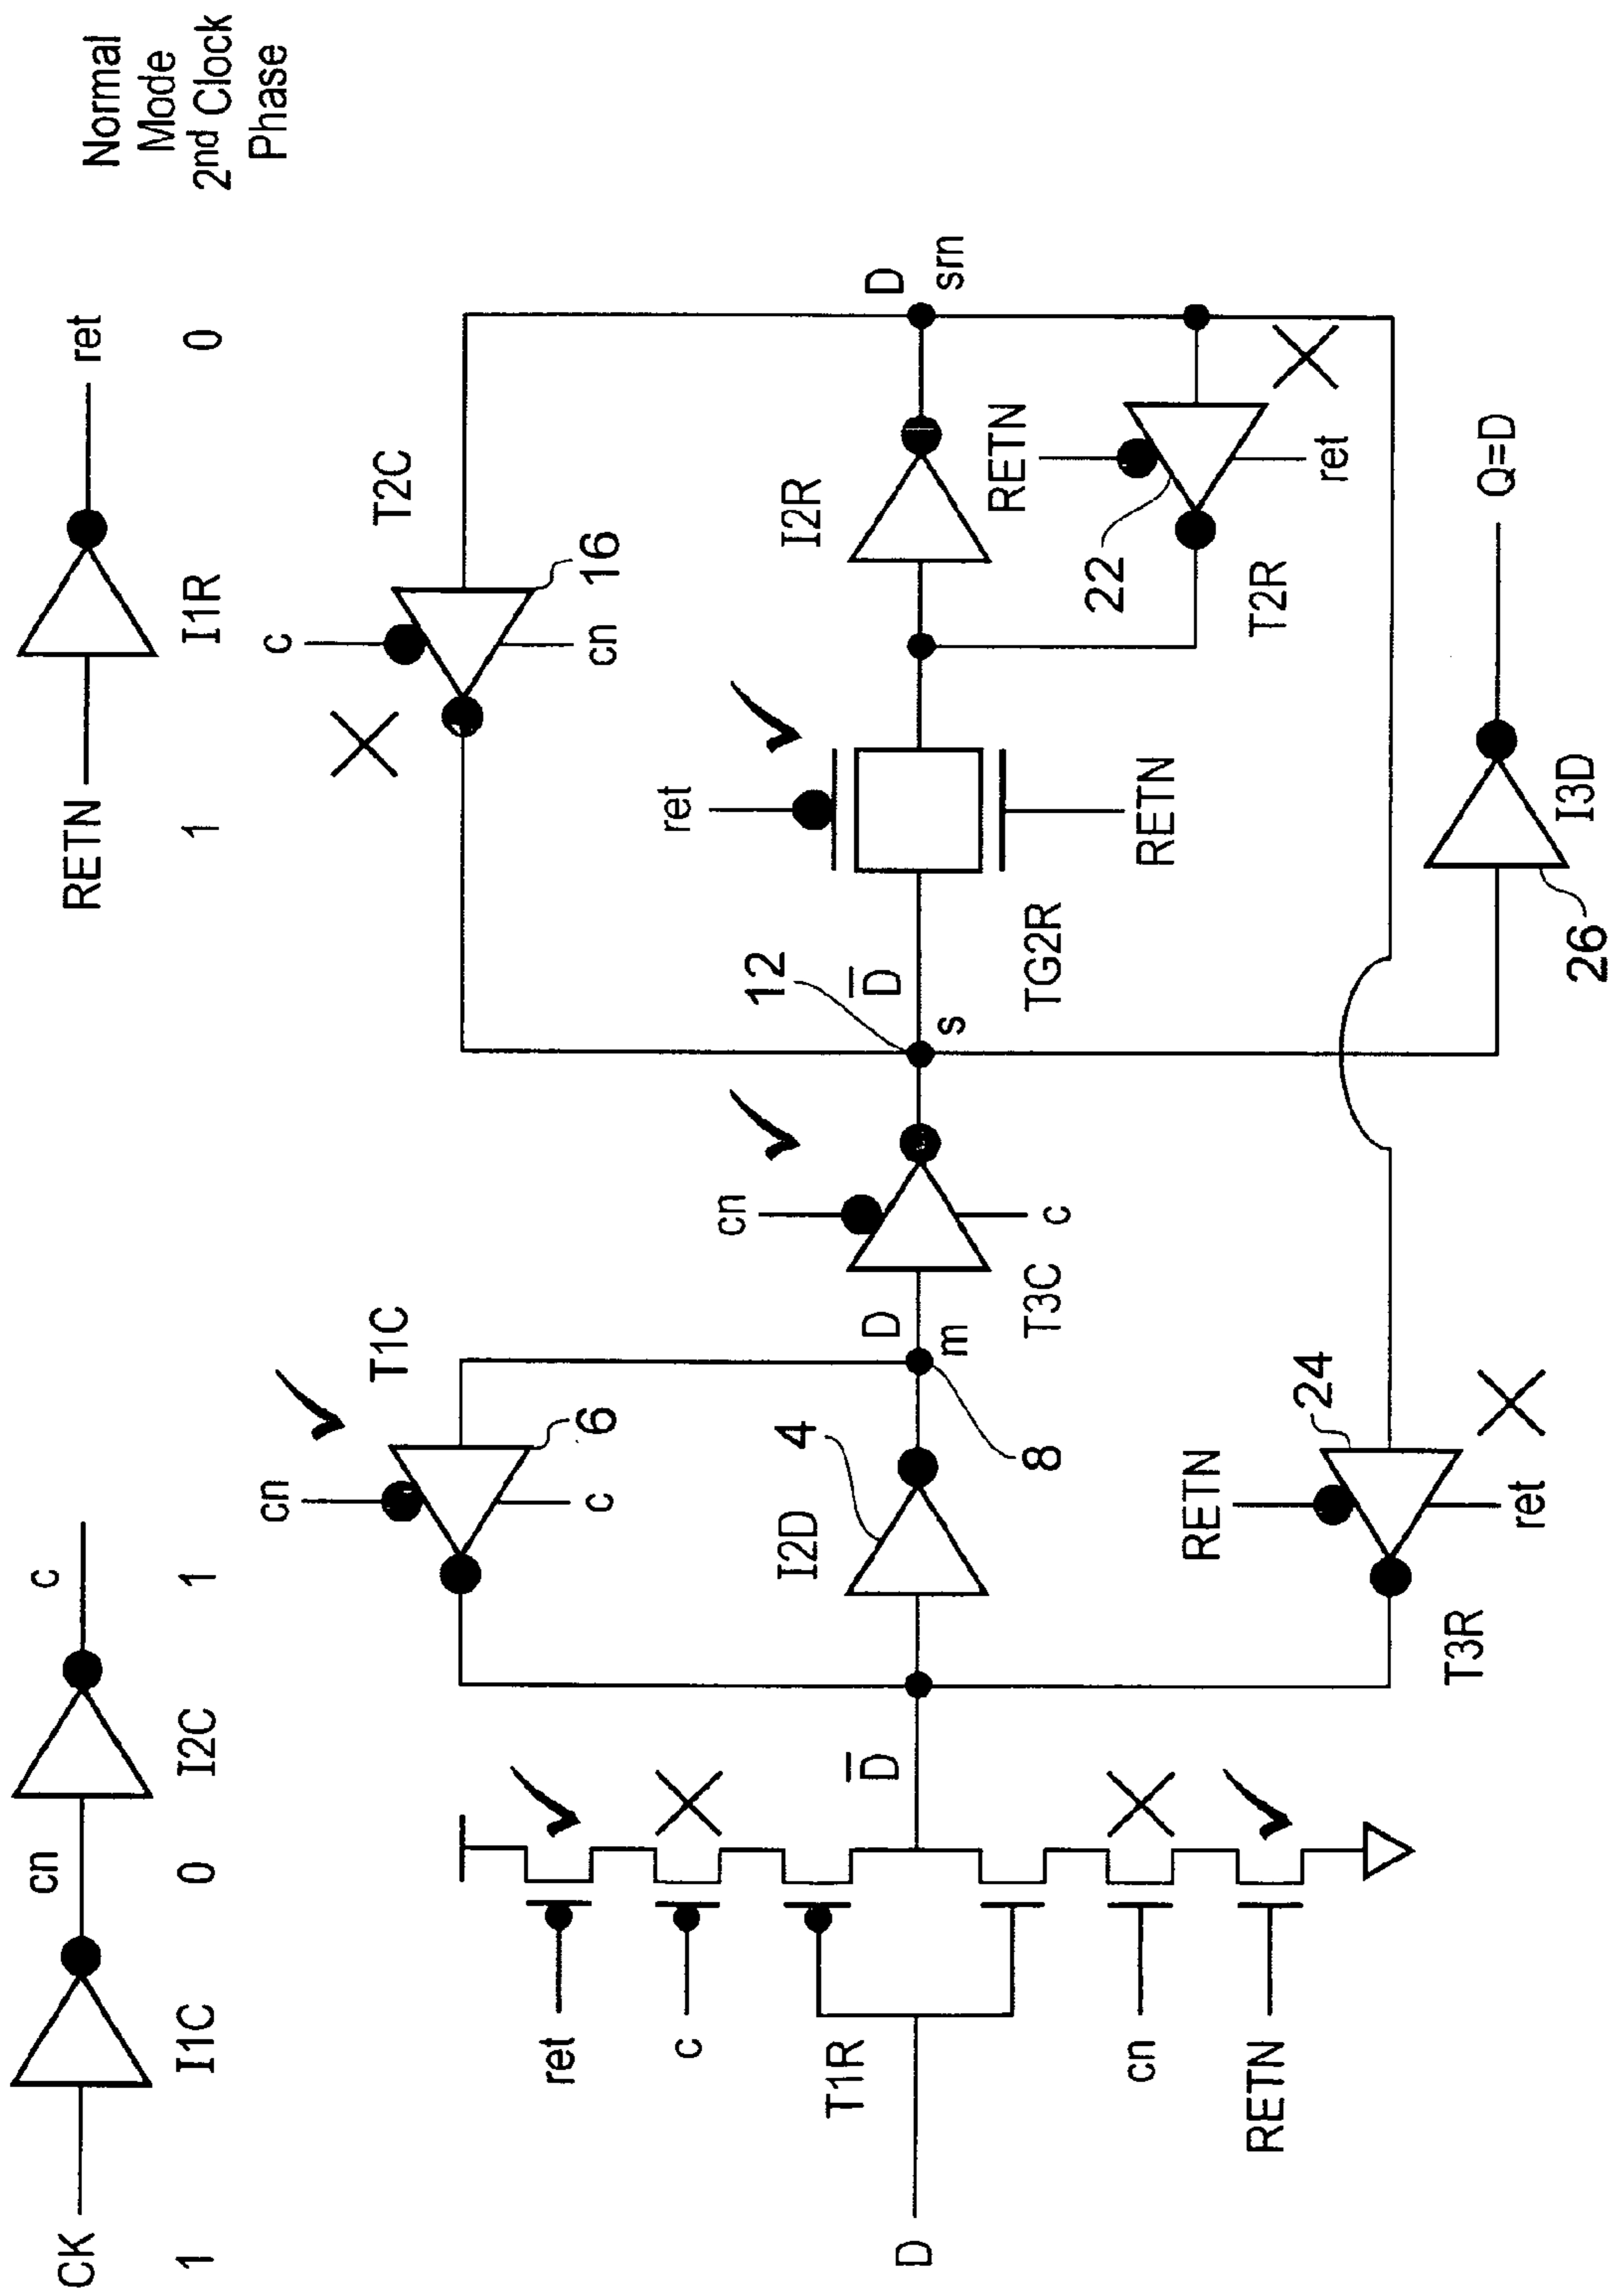 Normal
Mode
2nd Clock
Phase
CK
cn
c
1
I1C
0
I2C
1
RETN
ret
1
I1R
0
cn
T1C
c
6
c
T2C
cn
16
ret
c
T1R
cn
RETN
D
D
I2D
4
D
m
8
cn
T3C
c
12
D
s
ret
TG2R
RETN
I2R
D
srn
RETN
22
ret
T2R
RETN
24
ret
T3R
26
I3D
Q=D